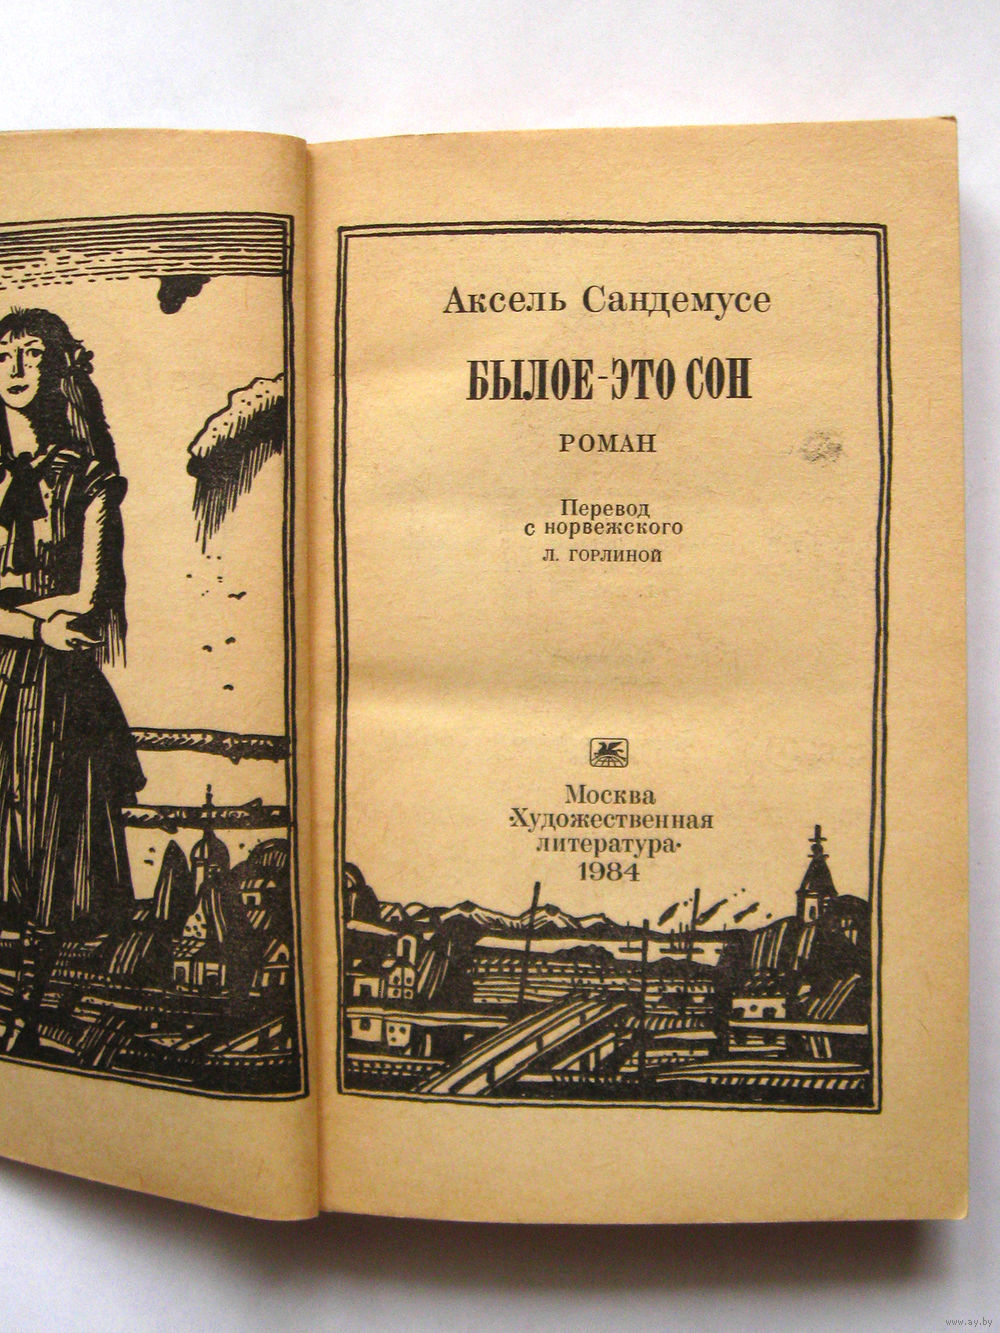 Аксель Сандемусе
БЫЛОЕ-ЭТО СОН
РОМАН
Перевод
с норвежского
Л. ГОРЛИНОЙ
Москва
·Художественная
литература·
1984
www.ay.by